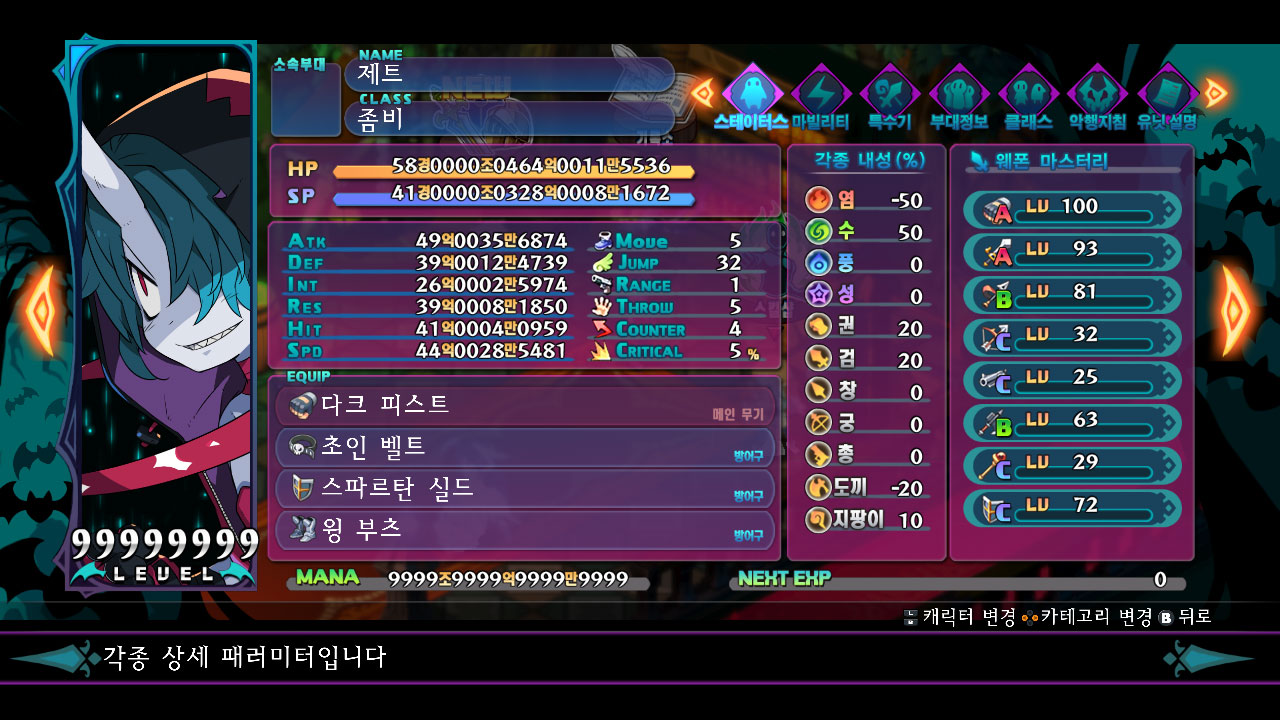 소속부대
NAME
제트
CLASS
좀비
스테이터스 마빌리티 특수기 부대정보 클래스 악행지침 유닛 설명
HP 58경0000조0464억0011만5536
SP 41경0000조0328억0008만1672
ATK 49억0035만6874
DEF 39억0012만4739
INT 26억0002만5974
RES 39억0008만1850
HIT 41억0004만0959
SPD 44억0028만5481
MOVE 5
JUMP 32
RANGE 1
THROW 5
COUNTER 4
CRITICAL 5 %
EQUIP
다크 피스트 메인 무기
초인 벨트 방어구
스파르탄 실드 방어구
윙 부츠 방어구
각종 내성(%)
염 -50
수 50
풍 0
성 0
권 20
검 20
창 0
궁 0
총 0
도끼 -20
지팡이 10
웨폰 마스터리
A LV 100
A LV 93
B LV 81
C LV 32
C LV 25
B LV 63
C LV 29
C LV 72
99999999
LEVEL
MANA 9999조9999억9999만9999
NEXT EXP 0
캐릭터 변경 카테고리 변경 B 뒤로
각종 상세 패러미터입니다